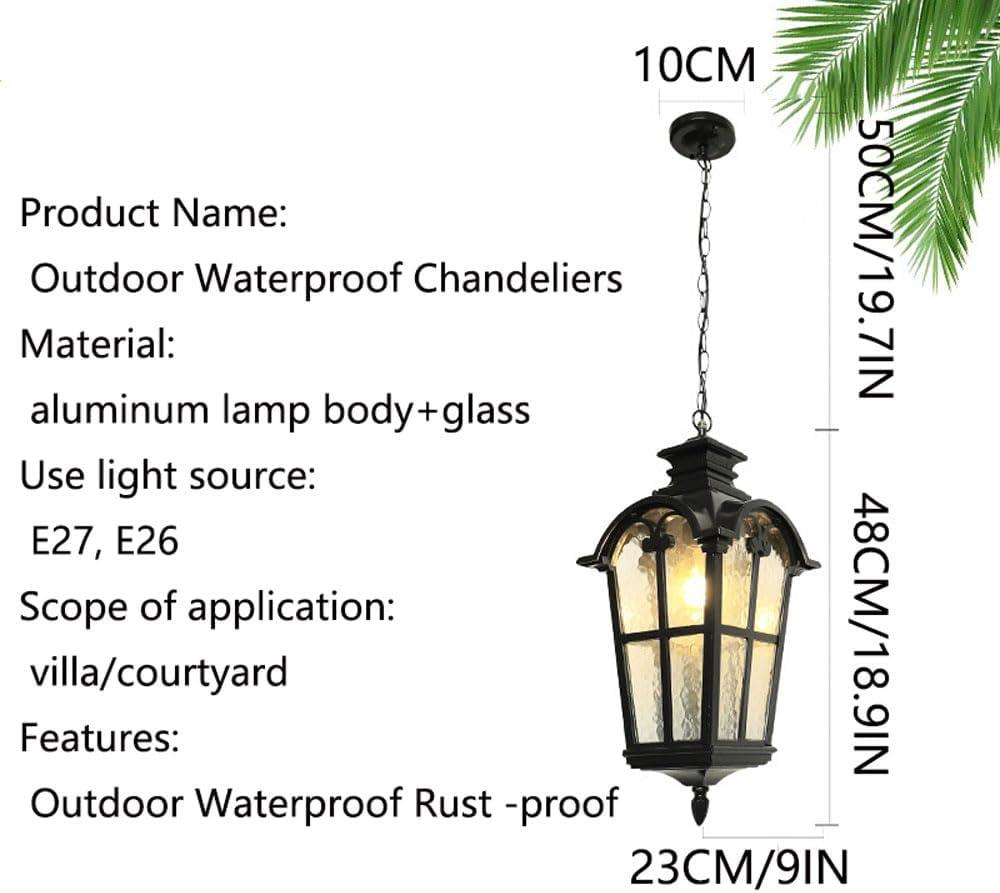 10CM
50CM/19.7IN
Product Name:
Outdoor Waterproof Chandeliers
Material:
aluminum lamp body+glass
Use light source:
E27, E26
Scope of application:
villa/courtyard
Features:
Outdoor Waterproof Rust -proof
48CM/18.9IN
23CM/9IN